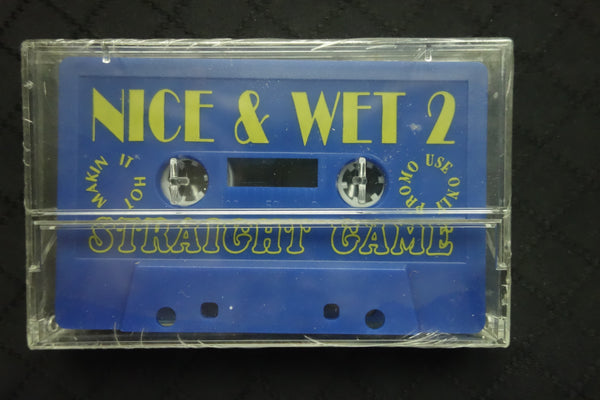 NICE & WET 2
MAKIN IT HOT
PROMO USE ONLY
STRAIGHT GAME